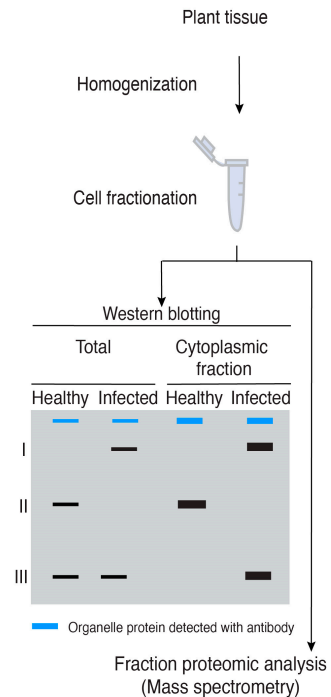 Plant tissue
Homogenization
Cell fractionation
Western blotting
Total
Cytoplasmic
fraction
Healthy Infected Healthy Infected
I
II
III
Organelle protein detected with antibody
Fraction proteomic analysis
(Mass spectrometry)